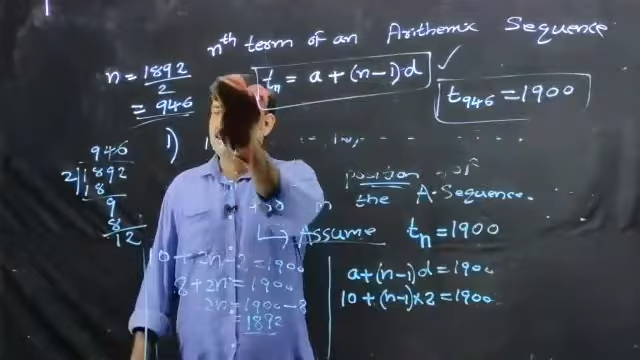 nth term of an Arithemix Sequence
n = 1892/2
= 946
tn = a + (n-1)d ✓
t946 = 1900
1)
position of
the A-Sequence.
946
2)1892
18
9
8
12
↳ Assume tn = 1900
10 + 2n - 2 = 1900
8 + 2n = 1900
2n = 1900 - 8
= 1892
a + (n-1)d = 1900
10 + (n-1)×2 = 1900